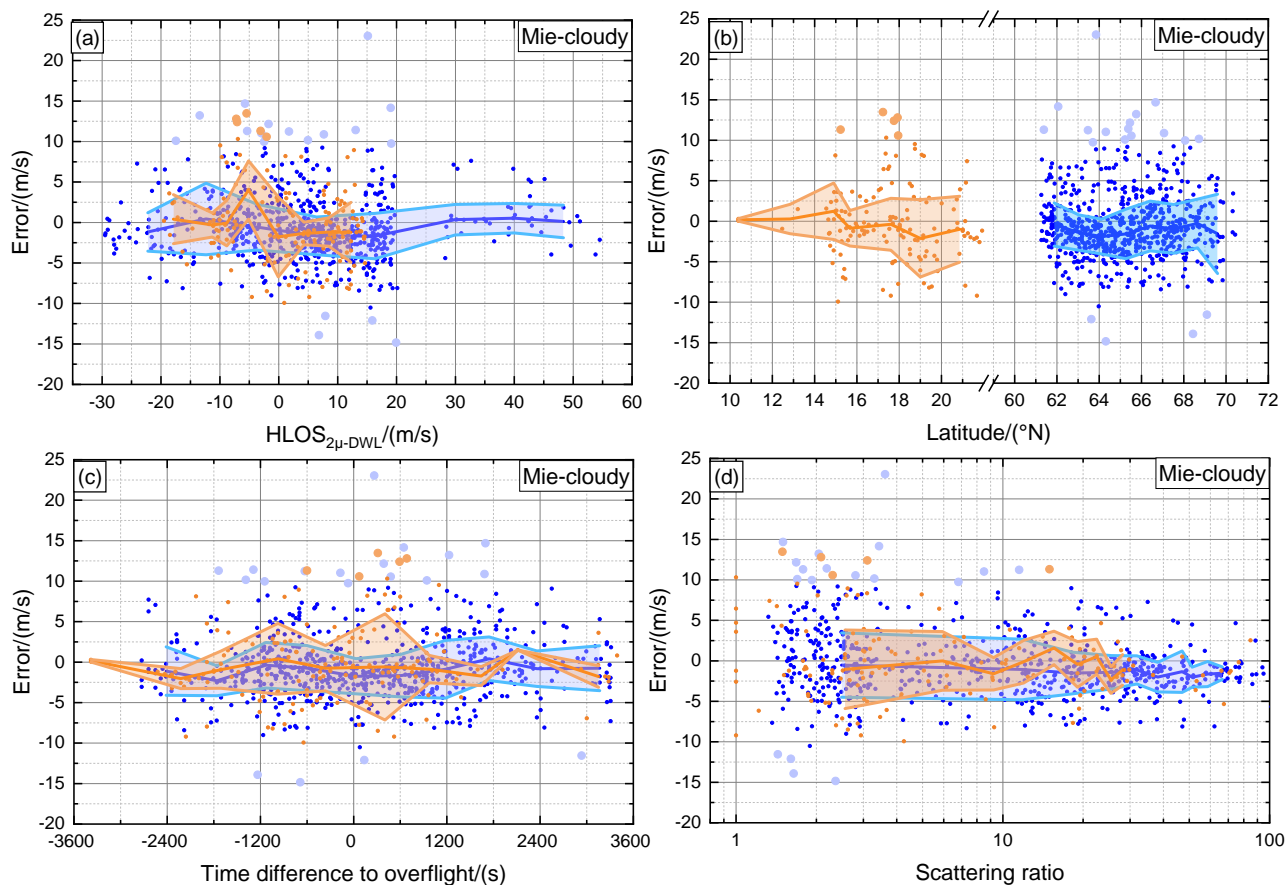 (a)
Mie-cloudy
25
20
15
10
5
0
-5
-10
-15
-20
Error/(m/s)
-30 -20 -10 0 10 20 30 40 50 60
HLOS2μ-DWL/(m/s)
(b)
Mie-cloudy
25
20
15
10
5
0
-5
-10
-15
-20
Error/(m/s)
10 12 14 16 18 20 60 62 64 66 68 70 72
Latitude/(°N)
(c)
Mie-cloudy
25
20
15
10
5
0
-5
-10
-15
-20
Error/(m/s)
-3600 -2400 -1200 0 1200 2400 3600
Time difference to overflight/(s)
(d)
Mie-cloudy
25
20
15
10
5
0
-5
-10
-15
-20
Error/(m/s)
1 10 100
Scattering ratio